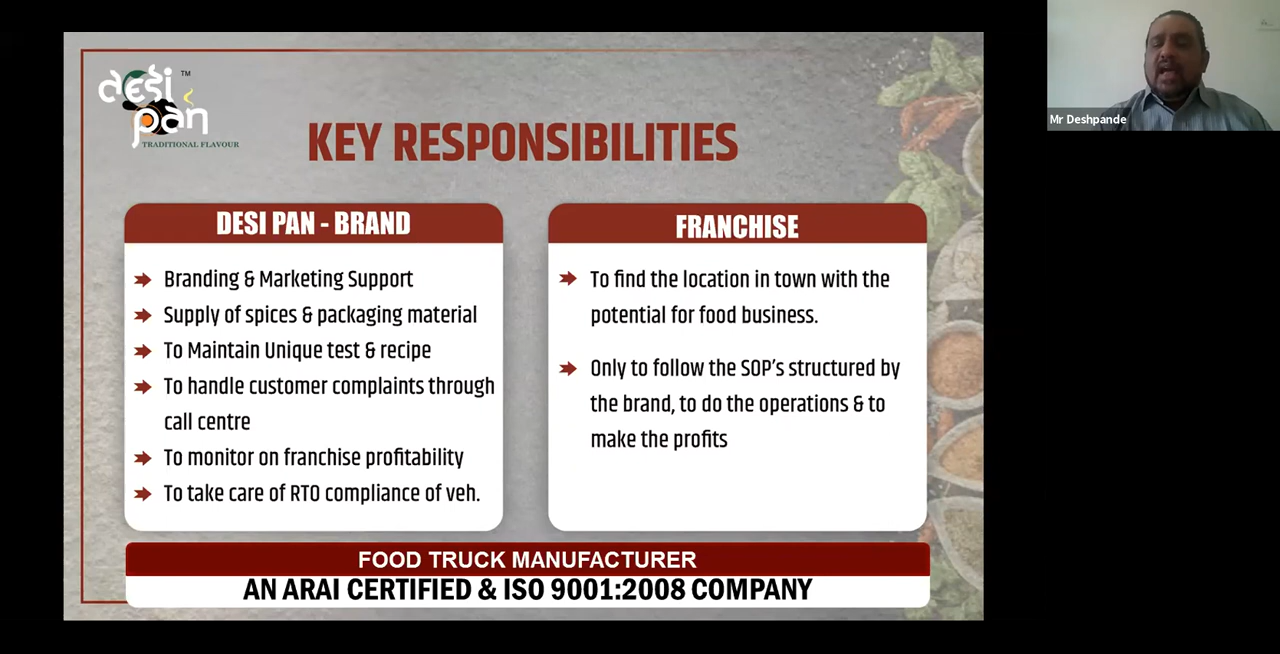 desi TM
pan
TRADITIONAL FLAVOUR
KEY RESPONSIBILITIES
DESI PAN - BRAND
Branding & Marketing Support
Supply of spices & packaging material
To Maintain Unique test & recipe
To handle customer complaints through
call centre
To monitor on franchise profitability
To take care of RTO compliance of veh.
FRANCHISE
To find the location in town with the
potential for food business.
Only to follow the SOP's structured by
the brand, to do the operations & to
make the profits
FOOD TRUCK MANUFACTURER
AN ARAI CERTIFIED & ISO 9001:2008 COMPANY
Mr Deshpande